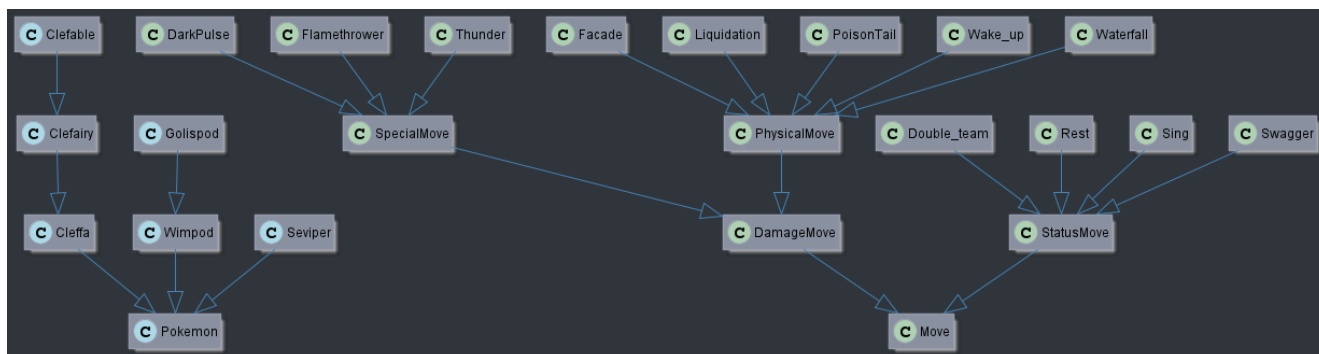 C Clefable
C DarkPulse
C Flamethrower
C Thunder
C Facade
C Liquidation
C PoisonTail
C Wake_up
C Waterfall
C Clefairy
C Golispod
C SpecialMove
C PhysicalMove
C Double_team
C Rest
C Sing
C Swagger
C Cleffa
C Wimpod
C Seviper
C DamageMove
C StatusMove
C Pokemon
C Move